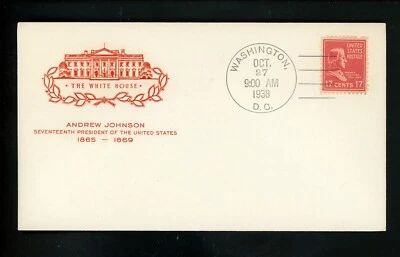 THE WHITE HOUSE
ANDREW JOHNSON
SEVENTEENTH PRESIDENT OF THE UNITED STATES
1865 — 1869
WASHINGTON,
OCT.
27
9:00 AM
1938
D. C.
UNITED STATES
POSTAGE
17 CENTS 17